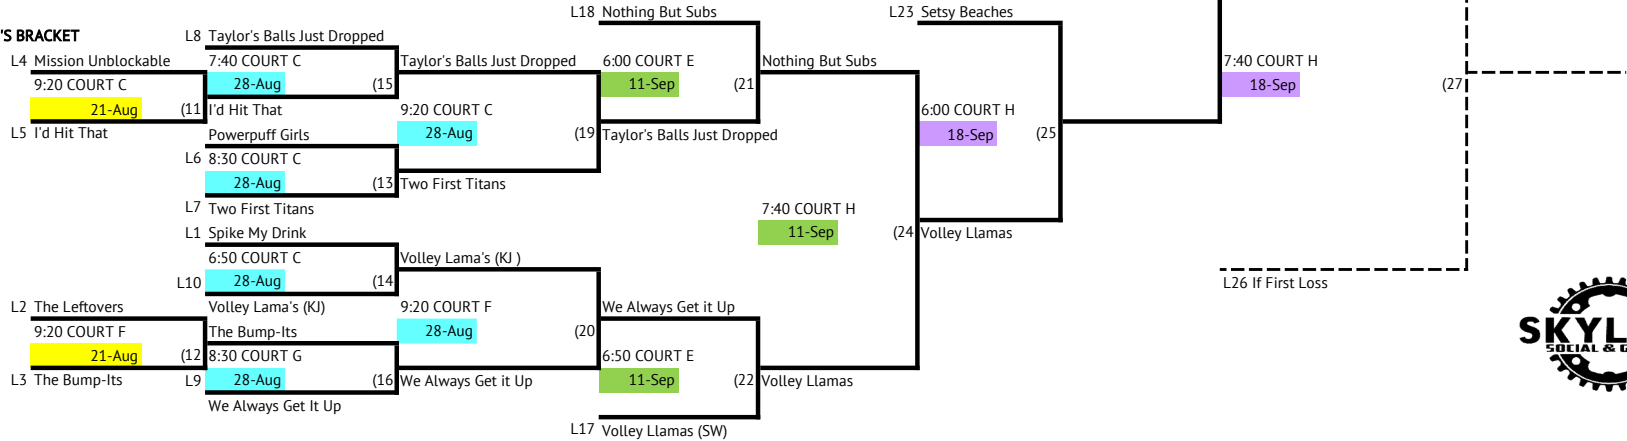 L18 Nothing But Subs
L23 Setsy Beaches
'S BRACKET
L8 Taylor's Balls Just Dropped
L4 Mission Unblockable
7:40 COURT C
Taylor's Balls Just Dropped
6:00 COURT E
Nothing But Subs
7:40 COURT H
9:20 COURT C
28-Aug
(15
11-Sep
(21
18-Sep
(27
21-Aug
(11
I'd Hit That
9:20 COURT C
6:00 COURT H
L5 I'd Hit That
Powerpuff Girls
28-Aug
(19
Taylor's Balls Just Dropped
18-Sep
(25
L6
8:30 COURT C
28-Aug
(13
Two First Titans
L7 Two First Titans
7:40 COURT H
L1 Spike My Drink
11-Sep
(24
Volley Llamas
6:50 COURT C
Volley Lama's (KJ )
L10
28-Aug
(14
L26 If First Loss
L2 The Leftovers
Volley Lama's (KJ)
9:20 COURT F
We Always Get it Up
9:20 COURT F
The Bump-Its
28-Aug
(20
21-Aug
(12
8:30 COURT G
6:50 COURT E
L3 The Bump-Its
L9
28-Aug
(16
We Always Get it Up
11-Sep
(22
Volley Llamas
We Always Get It Up
L17 Volley Llamas (SW)
SKYL
SOCIAL & G